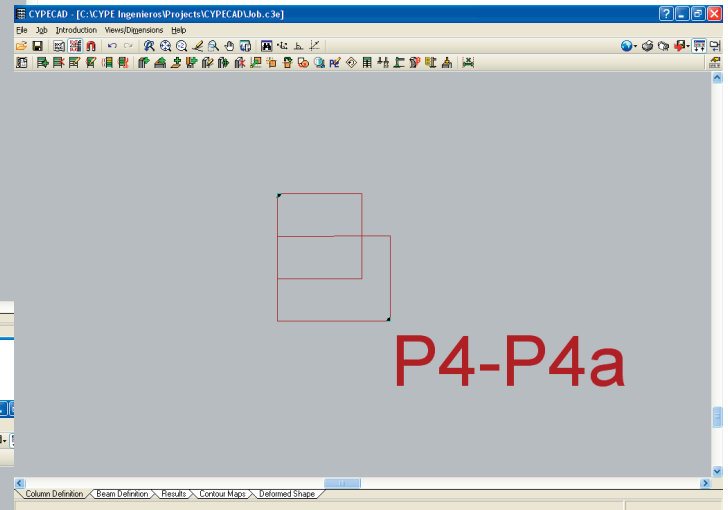 CYPECAD - [C:\CYPE Ingenieros\Projects\CYPECAD\Job.c3e]
File Job Introduction Views/Dimensions Help
P4-P4a
Column Definition Beam Definition Results Contour Maps Deformed Shape